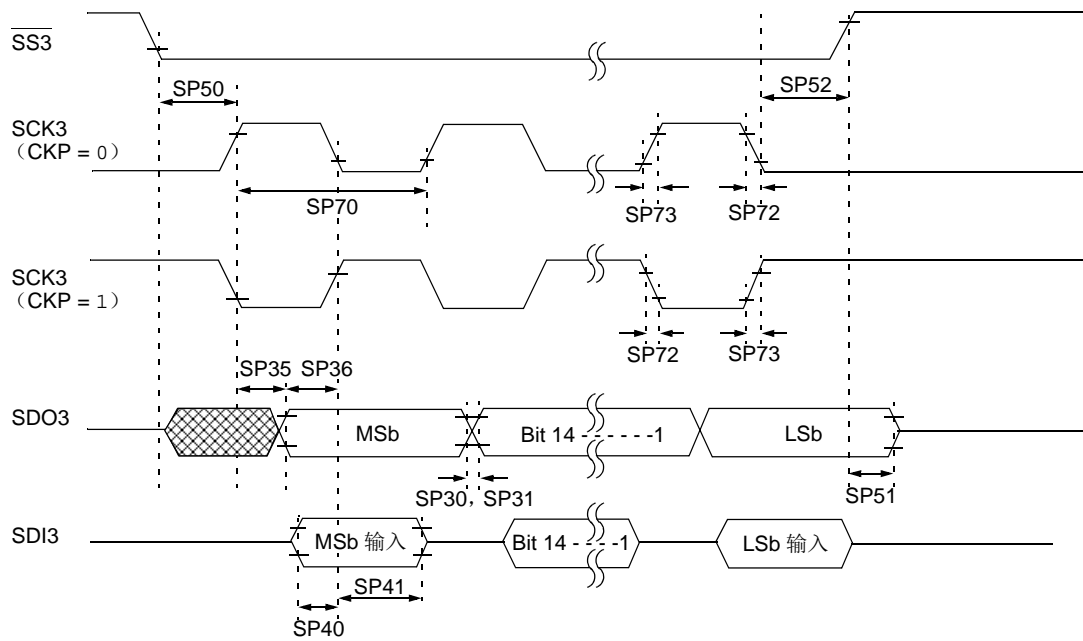 SS3
SP50
SP52
SCK3
（CKP = 0）
SP70
SP73
SP72
SCK3
（CKP = 1）
SP72
SP73
SP35
SP36
SDO3
MSb
Bit 14 - - - - - -1
LSb
SP30，SP31
SP51
SDI3
MSb 输入
Bit 14 - - - -1
LSb 输入
SP41
SP40